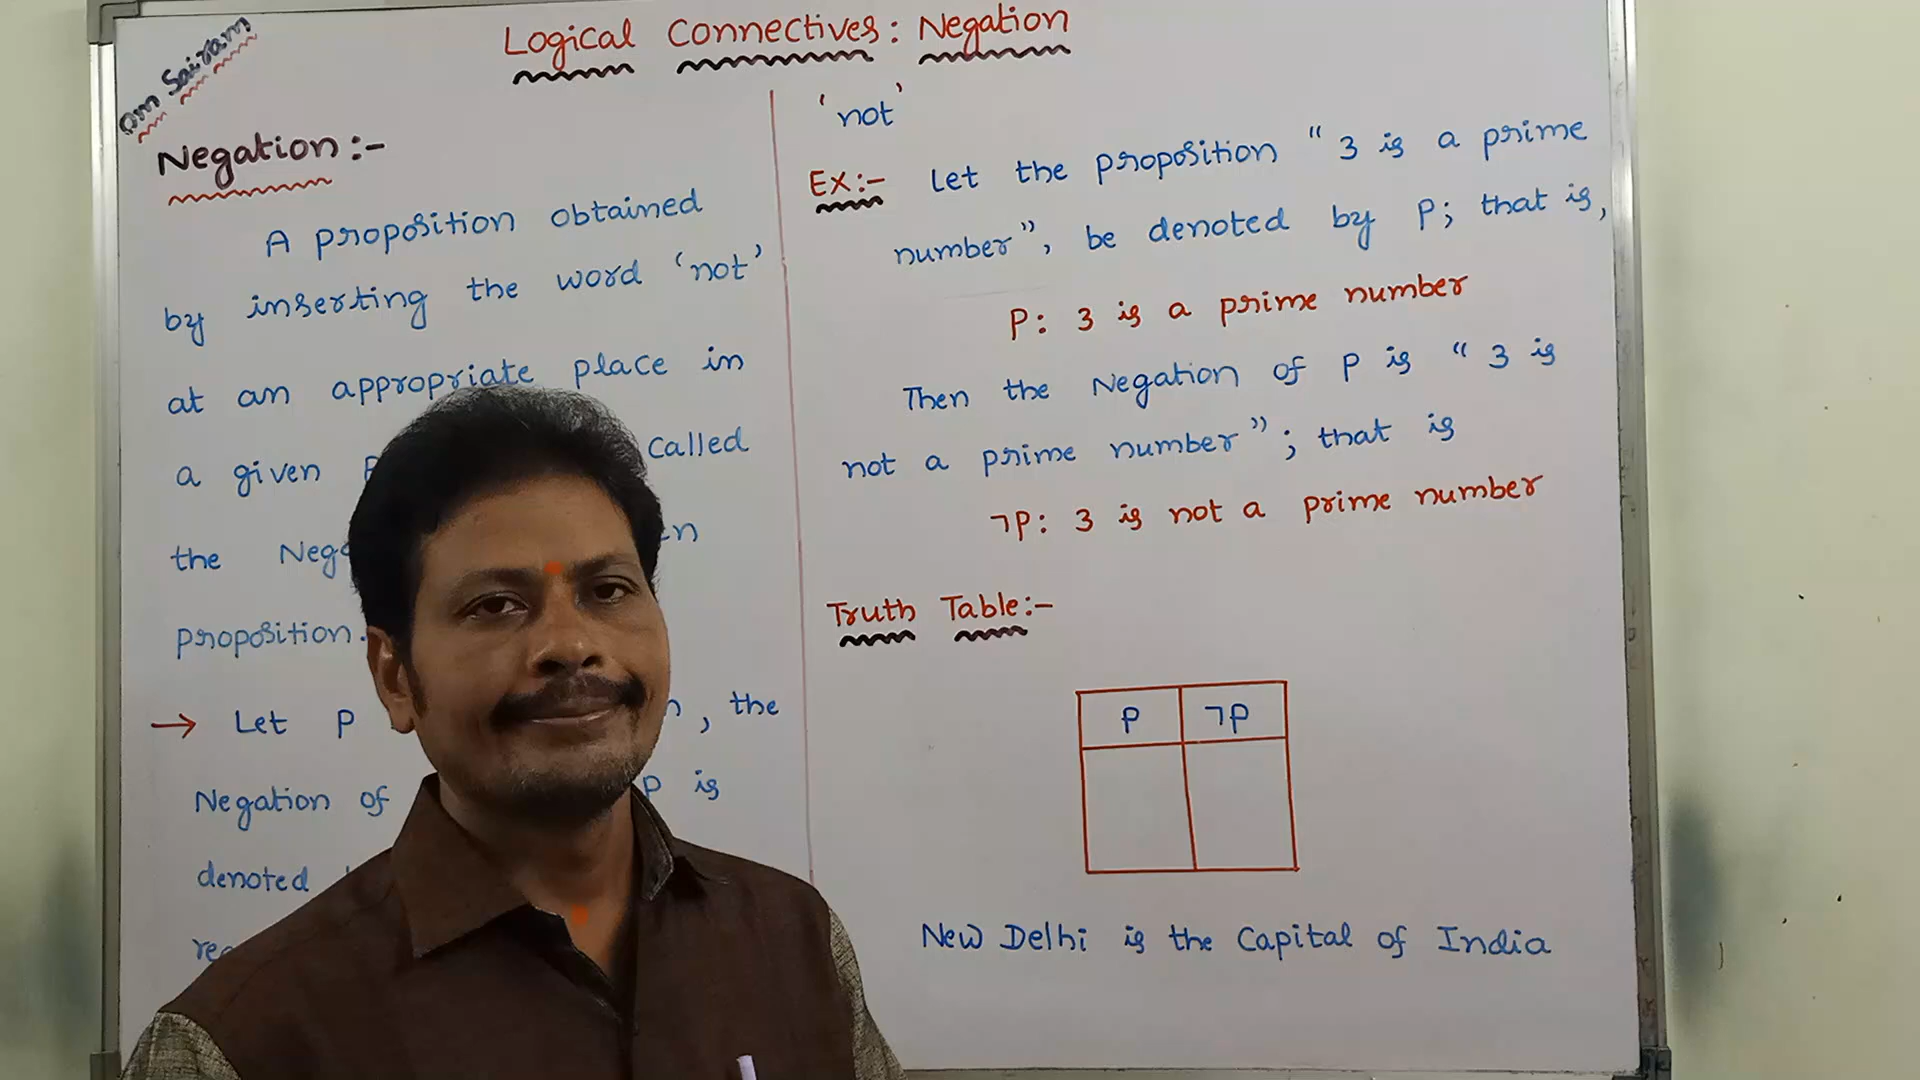 Om Sairam
Logical Connectives: Negation
Negation:-
A proposition obtained
by inserting the word 'not'
at an appropriate place in
a given called
the
proposition.
→ Let P , the
Negation of P is
denoted
'not'
Ex:- Let the proposition "3 is a prime
number", be denoted by P; that is,
P: 3 is a prime number
Then the Negation of P is "3 is
not a prime number"; that is
¬P: 3 is not a prime number
Truth Table:-
P ¬P
New Delhi is the Capital of India